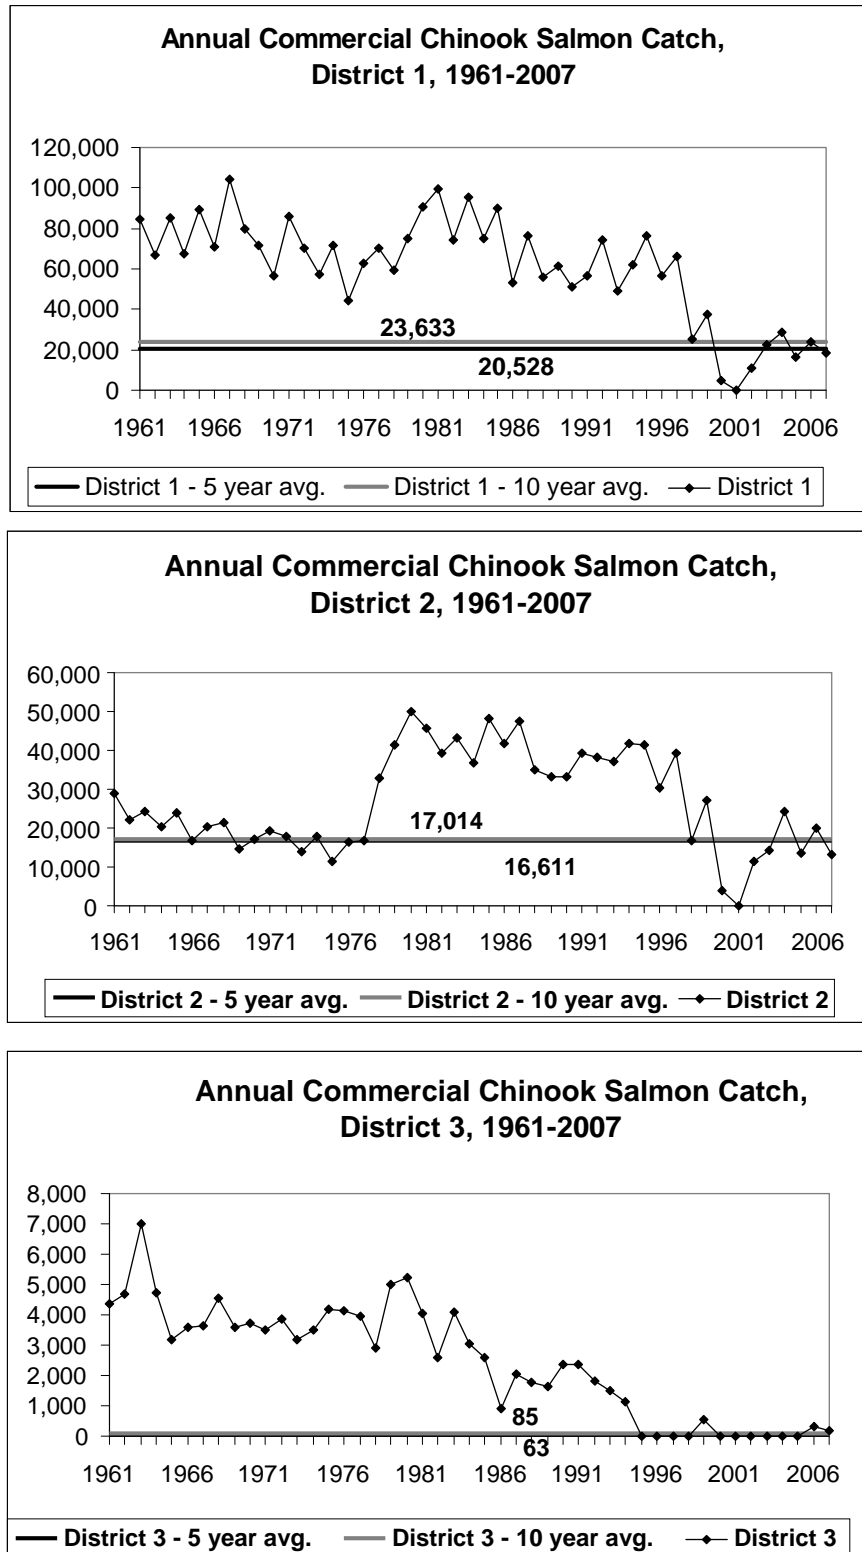 Annual Commercial Chinook Salmon Catch,
District 1, 1961-2007
120,000
100,000
80,000
60,000
40,000
23,633
20,000
20,528
0
1961 1966 1971 1976 1981 1986 1991 1996 2001 2006
District 1 - 5 year avg. District 1 - 10 year avg. District 1
Annual Commercial Chinook Salmon Catch,
District 2, 1961-2007
60,000
50,000
40,000
30,000
20,000
17,014
10,000
16,611
0
1961 1966 1971 1976 1981 1986 1991 1996 2001 2006
District 2 - 5 year avg. District 2 - 10 year avg. District 2
Annual Commercial Chinook Salmon Catch,
District 3, 1961-2007
8,000
7,000
6,000
5,000
4,000
3,000
2,000
1,000
85
0
63
1961 1966 1971 1976 1981 1986 1991 1996 2001 2006
District 3 - 5 year avg. District 3 - 10 year avg. District 3